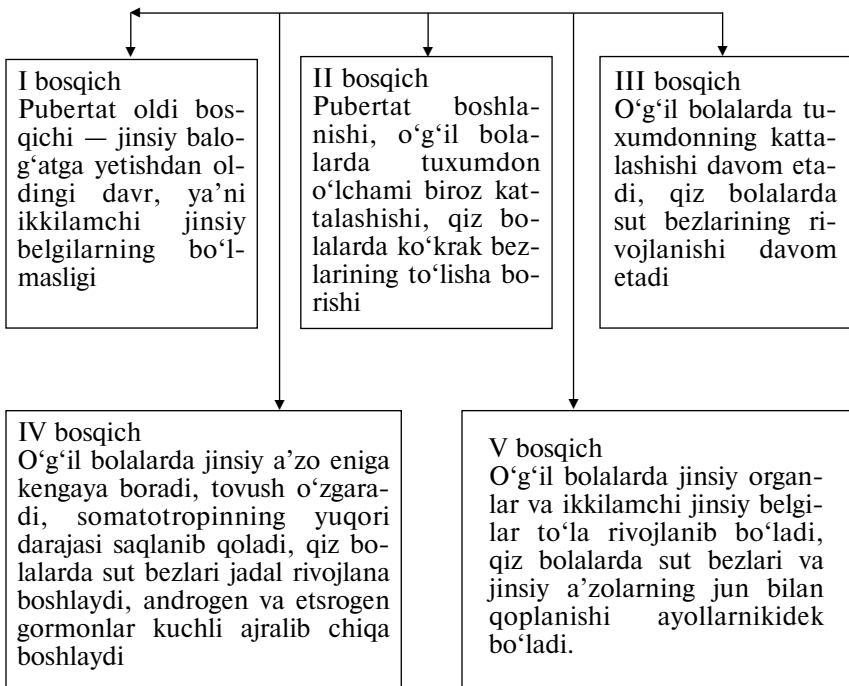 I bosqich
Pubertat oldi bos-
qichi — jinsiy balo-
g‘atga yetishdan ol-
dingi davr, ya’ni
ikkilamchi jinsiy
belgilarning bo‘l-
masligi
II bosqich
Pubertat boshla-
nishi, o‘g‘il bola-
larda tuxumdon
o‘lchami biroz kat-
talashishi, qiz bo-
lalarda ko‘krak bez-
larining to‘lisha bo-
rishi
III bosqich
O‘g‘il bolalarda tu-
xumdonning katta-
lashishi davom eta-
di, qiz bolalarda
sut bezlarining ri-
vojlanishi davom
etadi
IV bosqich
O‘g‘il bolalarda jinsiy a’zo eniga
kengaya boradi, tovush o‘zgara-
di, somatotropinning yuqori
darajasi saqlanib qoladi, qiz bo-
lalarda sut bezlari jadal rivojlana
boshlaydi, androgen va etsrogen
gormonlar kuchli ajralib chiqa
boshlaydi
V bosqich
O‘g‘il bolalarda jinsiy organ-
lar va ikkilamchi jinsiy belgi-
lar to‘la rivojlanib bo‘ladi,
qiz bolalarda sut bezlari va
jinsiy a’zolarning jun bilan
qoplanishi ayollarnikidek
bo‘ladi.